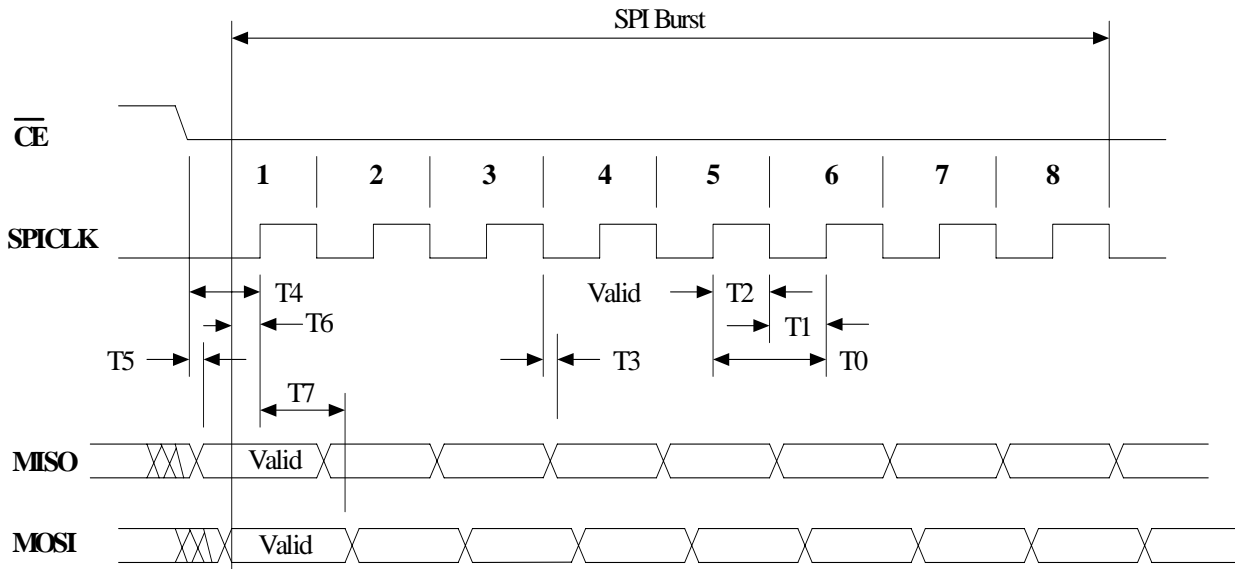 SPI Burst
CE
1 2 3 4 5 6 7 8
SPICLK
T4 Valid T2
T6 T1
T5 T3 T0
T7
MISO Valid
MOSI Valid